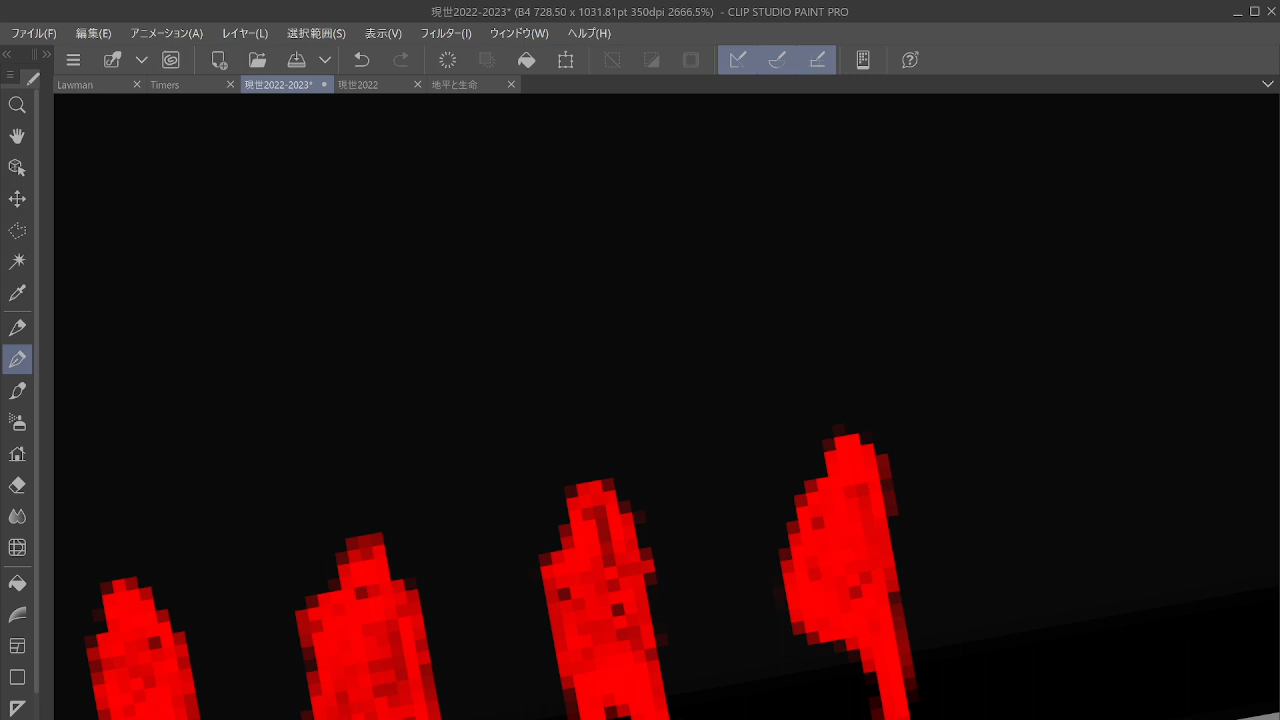 現世2022-2023* (B4 728.50 x 1031.81pt 350dpi 2666.5%) - CLIP STUDIO PAINT PRO
ファイル(F) 編集(E) アニメーション(A) レイヤー(L) 選択範囲(S) 表示(V) フィルター(I) ウィンドウ(W) ヘルプ(H)
Lawman Timers 現世2022-2023* 現世2022 地平と生命